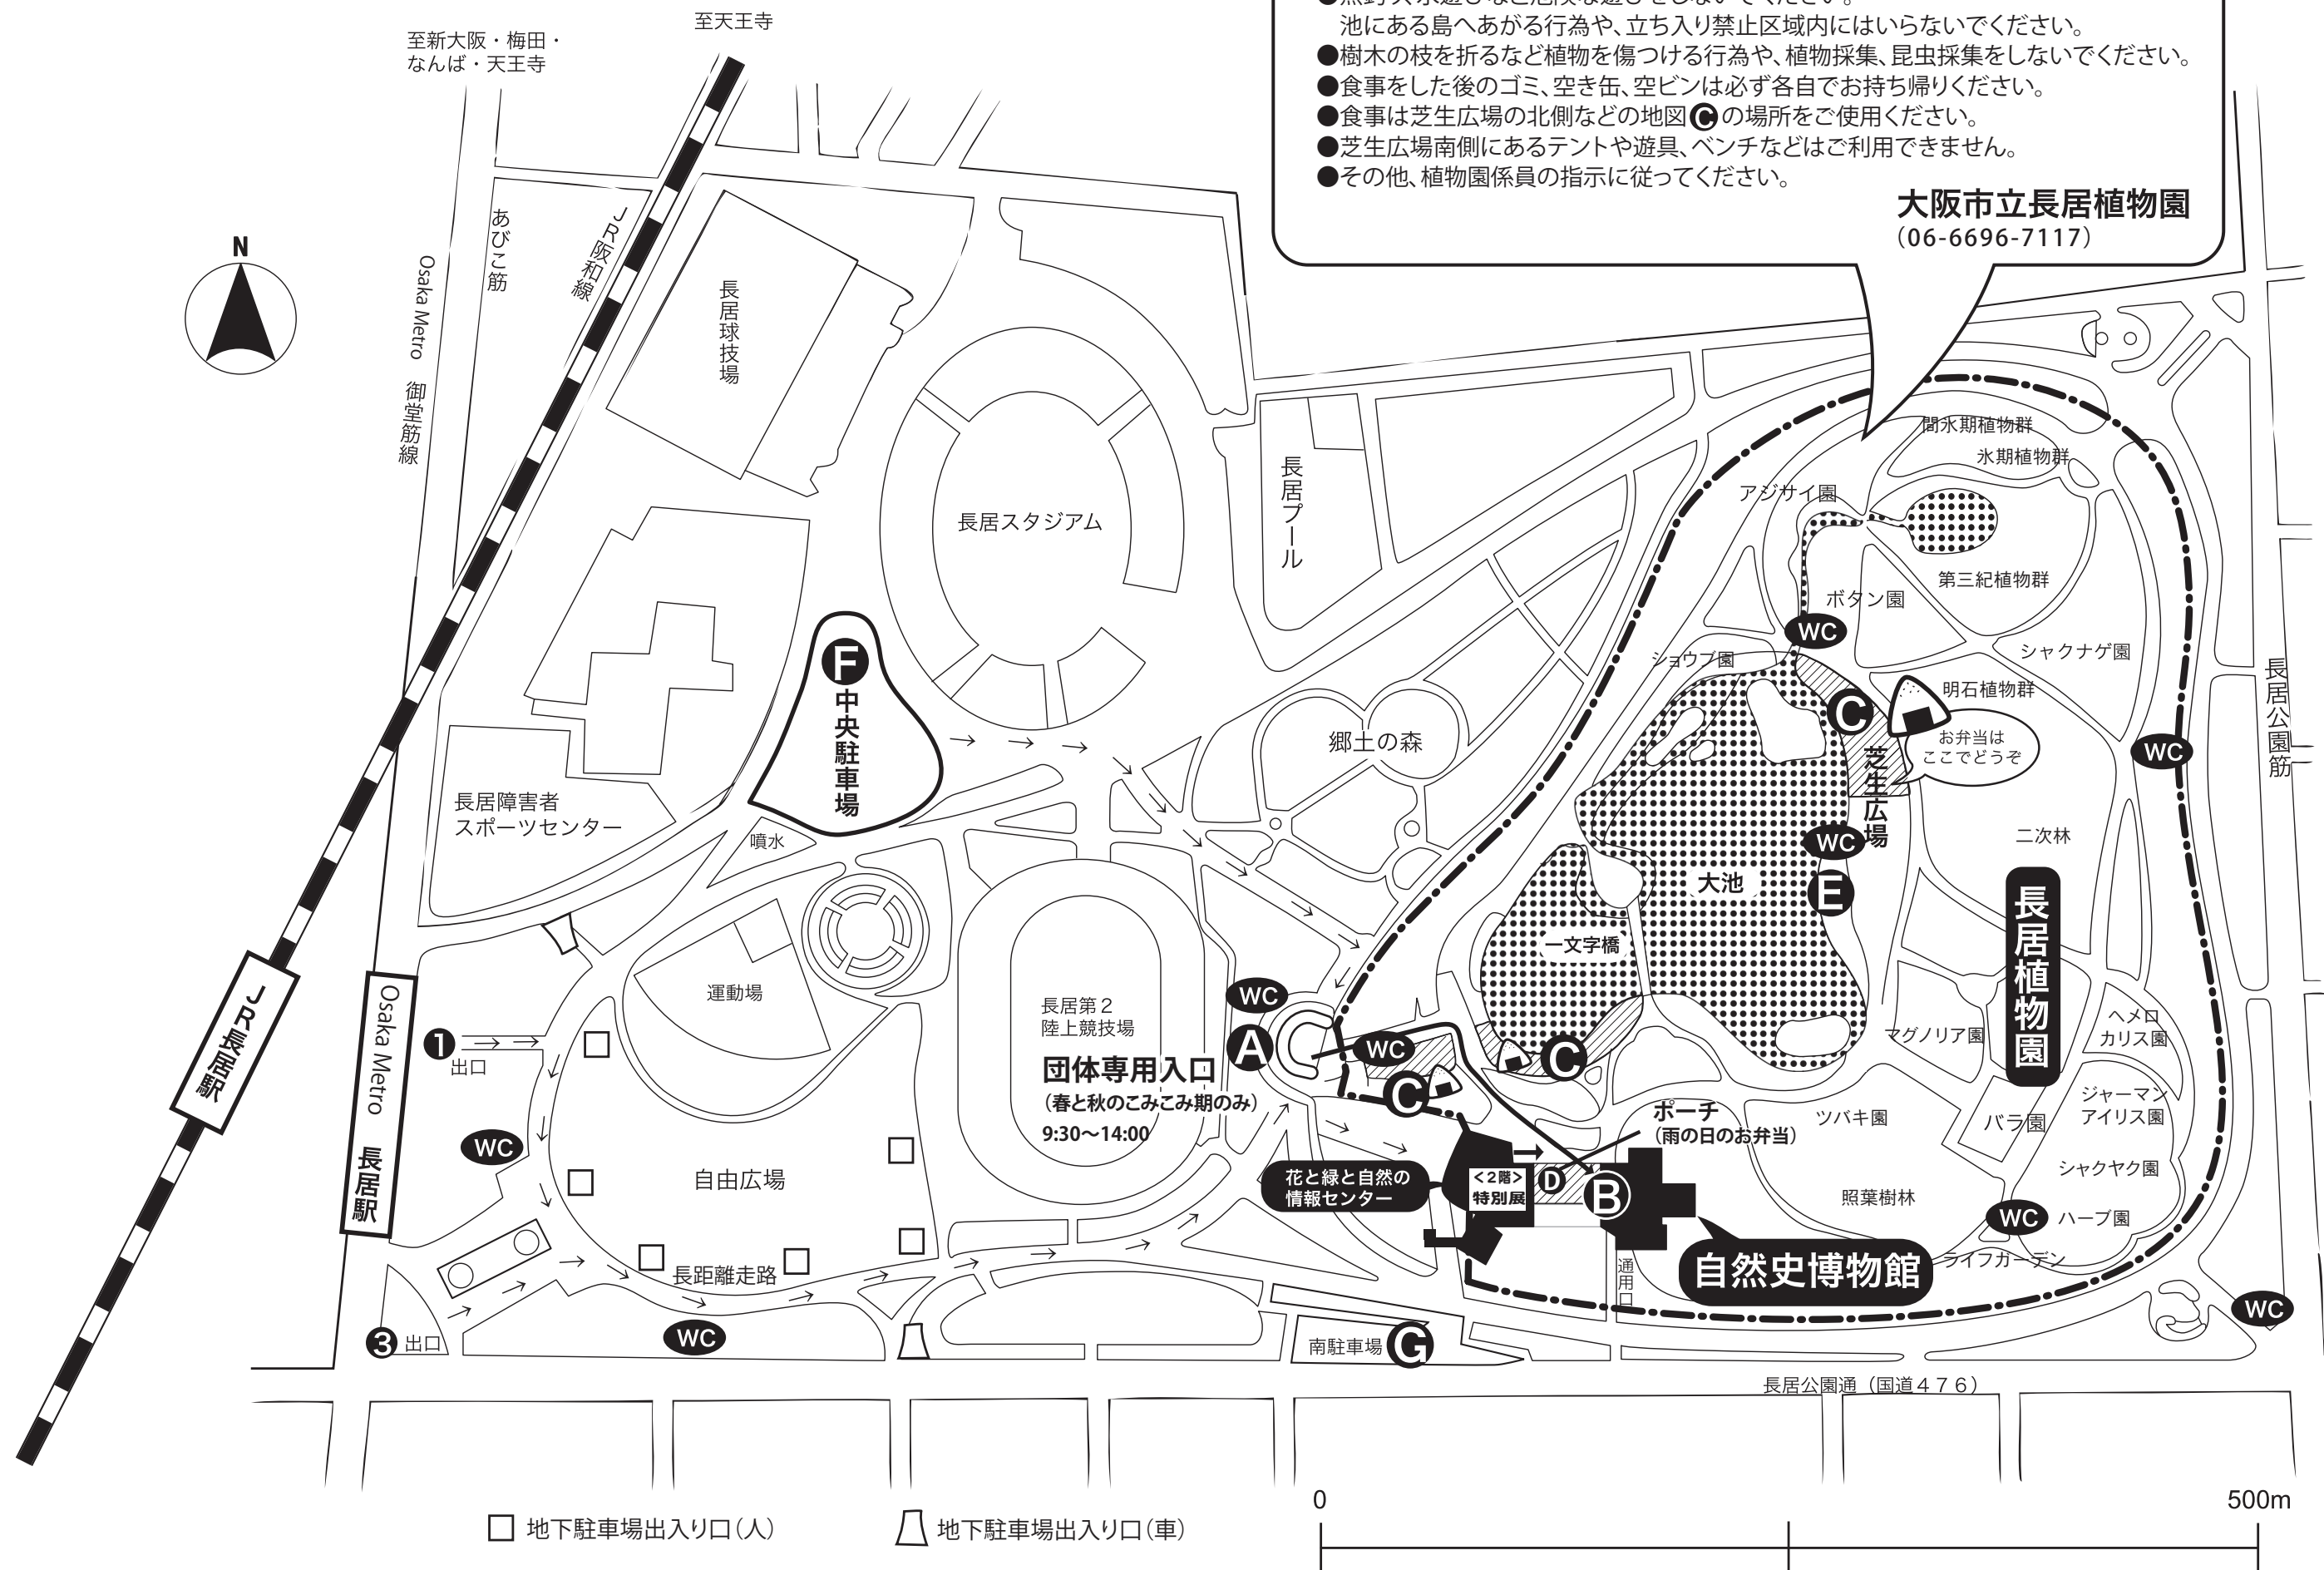 池にある島へあがる行為や、立ち入り禁止区域内にはいらないでください。
●樹木の枝を折るなど植物を傷つける行為や、植物採集、昆虫採集をしないでください。
●食事をした後のゴミ、空き缶、空ビンは必ず各自でお持ち帰りください。
●食事は芝生広場の北側などの地図Cの場所をご使用ください。
●芝生広場南側にあるテントや遊具、ベンチなどはご利用できません。
●その他、植物園係員の指示に従ってください。
大阪市立長居植物園
（06-6696-7117）
至新大阪・梅田・
なんば・天王寺
至天王寺
N
あびこ筋
JR阪和線
Osaka Metro 御堂筋線
長居球技場
長居スタジアム
長居プール
間氷期植物群
氷期植物群
アジサイ園
第三紀植物群
ボタン園
WC
シャクナゲ園
ショウブ園
明石植物群
C
お弁当は
ここでどうぞ
芝生広場
WC
長居公園筋
F
中央駐車場
郷土の森
長居障害者
スポーツセンター
噴水
二次林
WC
大池
E
長居植物園
一文字橋
運動場
長居第2
陸上競技場
WC
A
WC
C
C
団体専用入口
（春と秋のこみこみ期のみ）
9:30〜14:00
マグノリア園
ヘメロ
カリス園
ジャーマン
アイリス園
ツバキ園
バラ園
シャクヤク園
照葉樹林
WC
ハーブ園
ライフガーデン
ポーチ
（雨の日のお弁当）
花と緑と自然の
情報センター
＜2階＞
特別展
D
B
自然史博物館
通用口
JR長居駅
Osaka Metro 長居駅
1
出口
WC
自由広場
長距離走路
3
出口
WC
南駐車場
G
WC
長居公園通（国道４７６）
地下駐車場出入り口（人）
地下駐車場出入り口（車）
0
500m